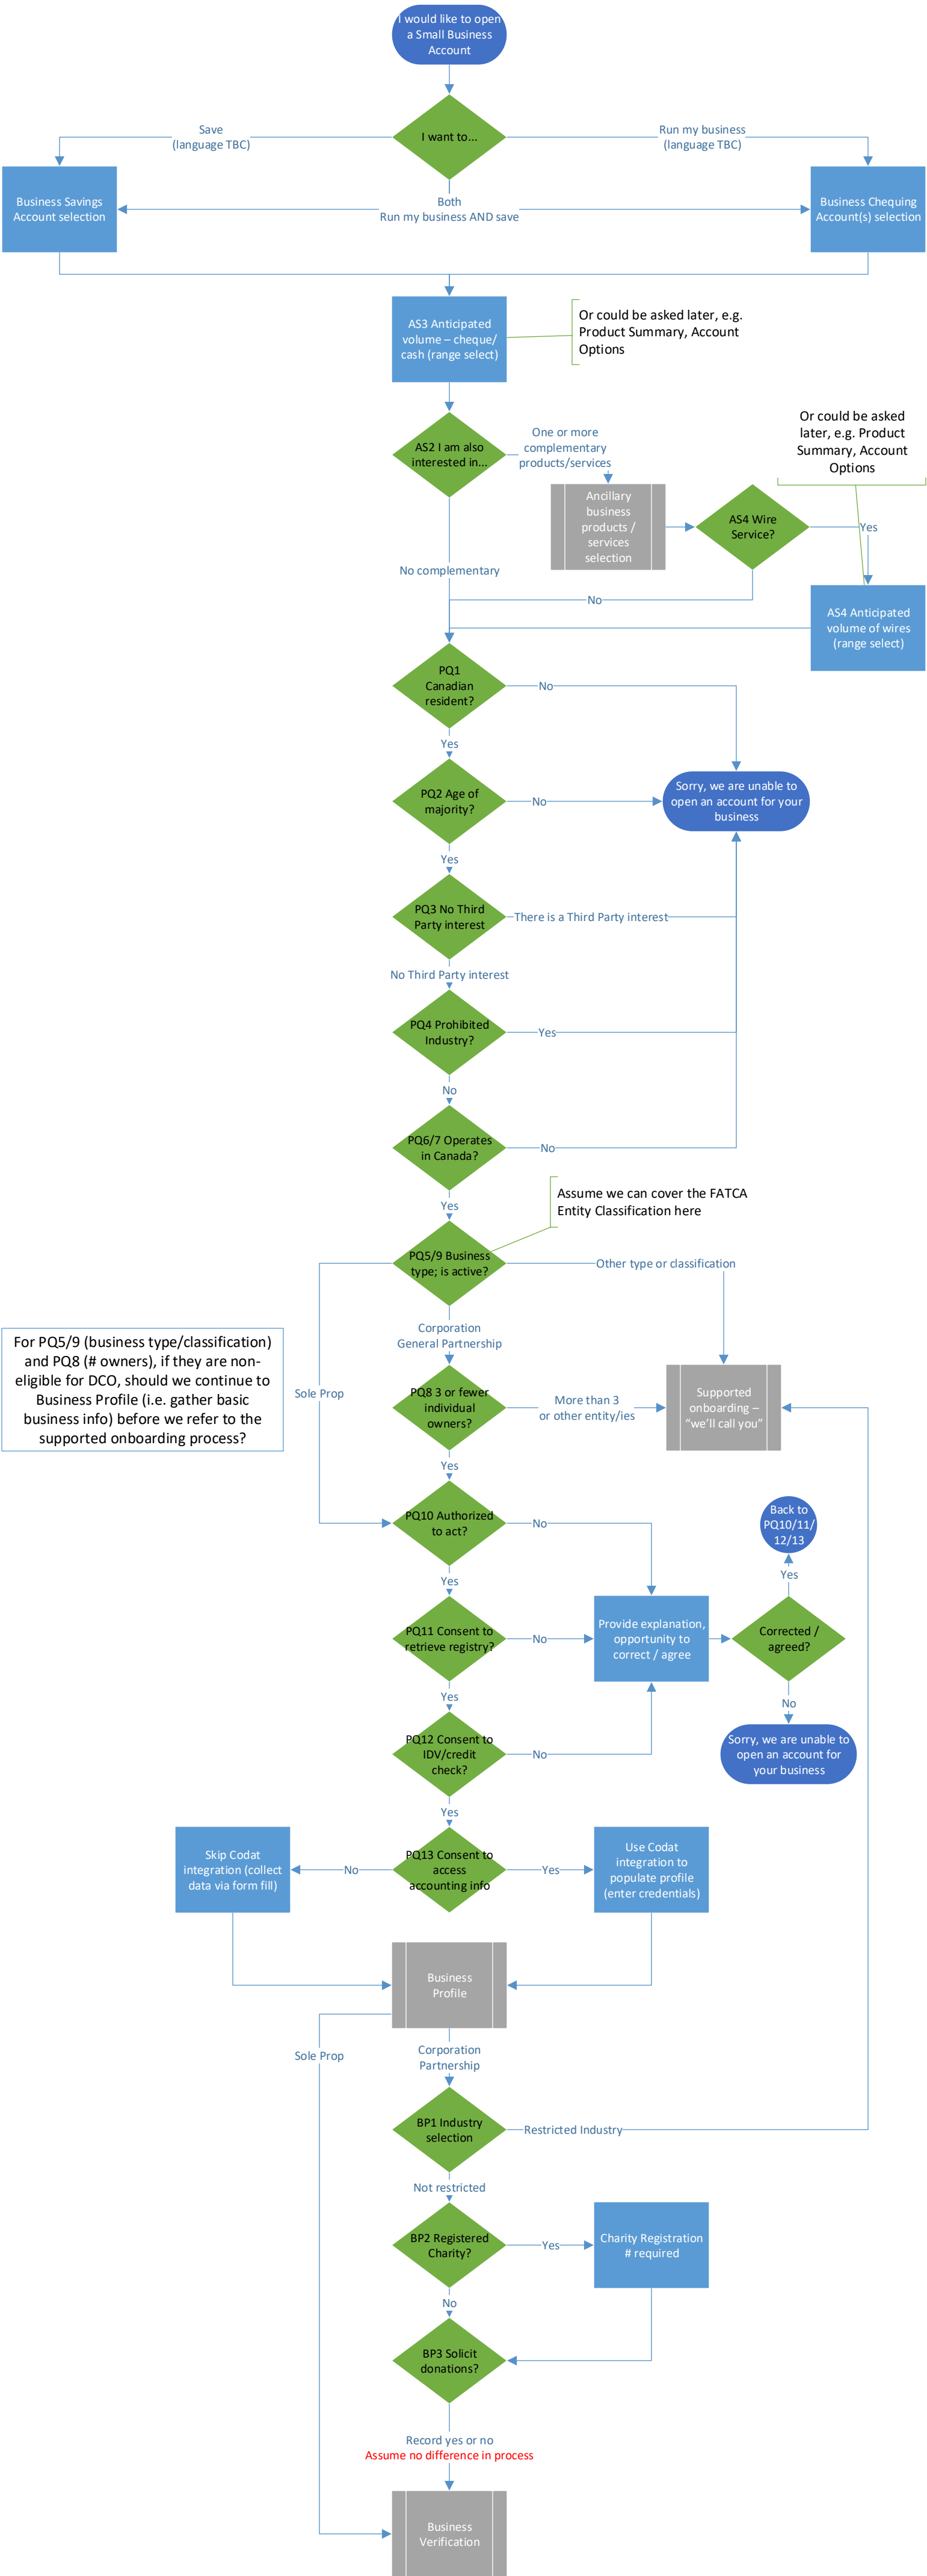 I would like to open
a Small Business
Account
I want to...
Save
(language TBC)
Run my business
(language TBC)
Business Savings
Account selection
Both
Run my business AND save
Business Chequing
Account(s) selection
AS3 Anticipated
volume – cheque/
cash (range select)
Or could be asked later, e.g.
Product Summary, Account
Options
AS2 I am also
interested in...
One or more
complementary
products/services
Or could be asked
later, e.g. Product
Summary, Account
Options
Ancillary
business
products /
services
selection
AS4 Wire
Service?
Yes
No complementary
No
AS4 Anticipated
volume of wires
(range select)
PQ1
Canadian
resident?
No
Yes
PQ2 Age of
majority?
No
Sorry, we are unable to
open an account for your
business
Yes
PQ3 No Third
Party interest
There is a Third Party interest
No Third Party interest
PQ4 Prohibited
Industry?
Yes
No
PQ6/7 Operates
in Canada?
No
Yes
Assume we can cover the FATCA
Entity Classification here
PQ5/9 Business
type; is active?
Other type or classification
Corporation
General Partnership
For PQ5/9 (business type/classification)
and PQ8 (# owners), if they are non-
eligible for DCO, should we continue to
Business Profile (i.e. gather basic
business info) before we refer to the
supported onboarding process?
Sole Prop
PQ8 3 or fewer
individual
owners?
More than 3
or other entity/ies
Supported
onboarding –
“we’ll call you”
Yes
PQ10 Authorized
to act?
No
Back to
PQ10/11/
12/13
Yes
Yes
PQ11 Consent to
retrieve registry?
No
Provide explanation,
opportunity to
correct / agree
Corrected /
agreed?
Yes
No
PQ12 Consent to
IDV/credit
check?
No
Sorry, we are unable to
open an account for
your business
Yes
Skip Codat
integration (collect
data via form fill)
No
PQ13 Consent to
access
accounting info
Yes
Use Codat
integration to
populate profile
(enter credentials)
Business
Profile
Sole Prop
Corporation
Partnership
BP1 Industry
selection
Restricted Industry
Not restricted
BP2 Registered
Charity?
Yes
Charity Registration
# required
No
BP3 Solicit
donations?
Record yes or no
Assume no difference in process
Business
Verification